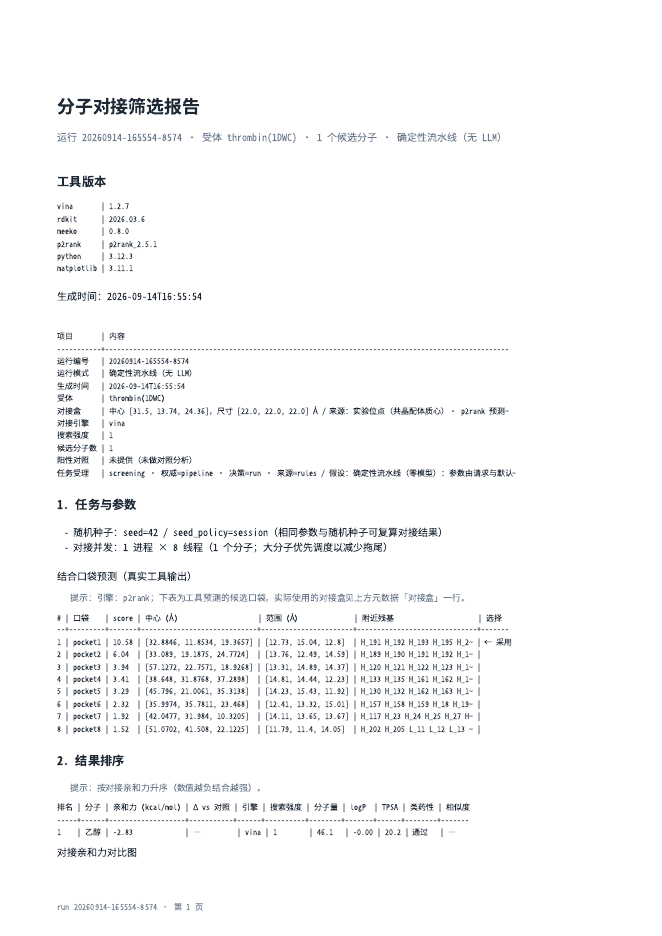 分子对接筛选报告
运行 20260914-165554-8574 · 受体 thrombin(1DWC) · 1 个候选分子 · 确定性流水线（无 LLM）
工具版本
vina | 1.2.7
rdkit | 2026.03.6
meeko | 0.8.0
p2rank | p2rank_2.5.1
python | 3.12.3
matplotlib | 3.11.1
生成时间：2026-09-14T16:55:54
项目 | 内容
运行编号 | 20260914-165554-8574
运行模式 | 确定性流水线（无 LLM）
生成时间 | 2026-09-14T16:55:54
受体 | thrombin(1DWC)
对接盒 | 中心 [31.5, 13.74, 24.36]，尺寸 [22.0, 22.0, 22.0] Å / 来源：实验位点（共晶配体质心） · p2rank 预测~
对接引擎 | vina
搜索强度 | 1
候选分子数 | 1
阳性对照 | 未提供（未做对照分析）
任务受理 | screening · 权威=pipeline · 决策=run · 来源=rules / 假设：确定性流水线（零模型）：参数由请求与默认~
1. 任务与参数
- 随机种子：seed=42 / seed_policy=session（相同参数与随机种子可复算对接结果）
- 对接并发：1 进程 × 8 线程（1 个分子；大分子优先调度以减少拖尾）
结合口袋预测（真实工具输出）
提示：引擎：p2rank；下表为工具预测的候选口袋，实际使用的对接盒见上方元数据「对接盒」一行。
# | 口袋 | score | 中心 (Å) | 范围 (Å) | 附近残基 | 选择
1 | pocket1 | 10.58 | [32.8846, 11.8534, 19.3657] | [12.73, 15.04, 12.8] | H_191 H_192 H_193 H_195 H_2~ | ← 采用
2 | pocket2 | 6.04 | [33.089, 19.1875, 24.7724] | [13.76, 12.49, 14.59] | H_189 H_190 H_191 H_192 H_1~ |
3 | pocket3 | 3.94 | [57.1272, 22.7571, 18.9268] | [13.31, 14.89, 14.37] | H_120 H_121 H_122 H_123 H_1~ |
4 | pocket4 | 3.41 | [38.648, 31.8768, 37.2898] | [14.81, 14.44, 12.23] | H_133 H_135 H_161 H_162 H_1~ |
5 | pocket5 | 3.29 | [45.796, 21.0061, 35.3138] | [14.23, 15.43, 11.92] | H_130 H_132 H_162 H_163 H_1~ |
6 | pocket6 | 2.32 | [35.9974, 35.7811, 23.468] | [12.41, 13.32, 15.01] | H_157 H_158 H_159 H_18 H_19~ |
7 | pocket7 | 1.92 | [42.0477, 31.984, 10.3205] | [14.11, 13.65, 13.67] | H_117 H_23 H_24 H_25 H_27 H~ |
8 | pocket8 | 1.52 | [51.0702, 41.508, 22.1225] | [11.79, 11.4, 14.05] | H_202 H_205 L_11 L_12 L_13 ~ |
2. 结果排序
提示：按对接亲和力升序（数值越负结合越强）。
排名 | 分子 | 亲和力 (kcal/mol) | Δ vs 对照 | 引擎 | 搜索强度 | 分子量 | logP | TPSA | 类药性 | 相似度
1 | 乙醇 | -2.83 | — | vina | 1 | 46.1 | -0.00 | 20.2 | 通过 | —
对接亲和力对比图
run 20260914-165554-8574 · 第 1 页